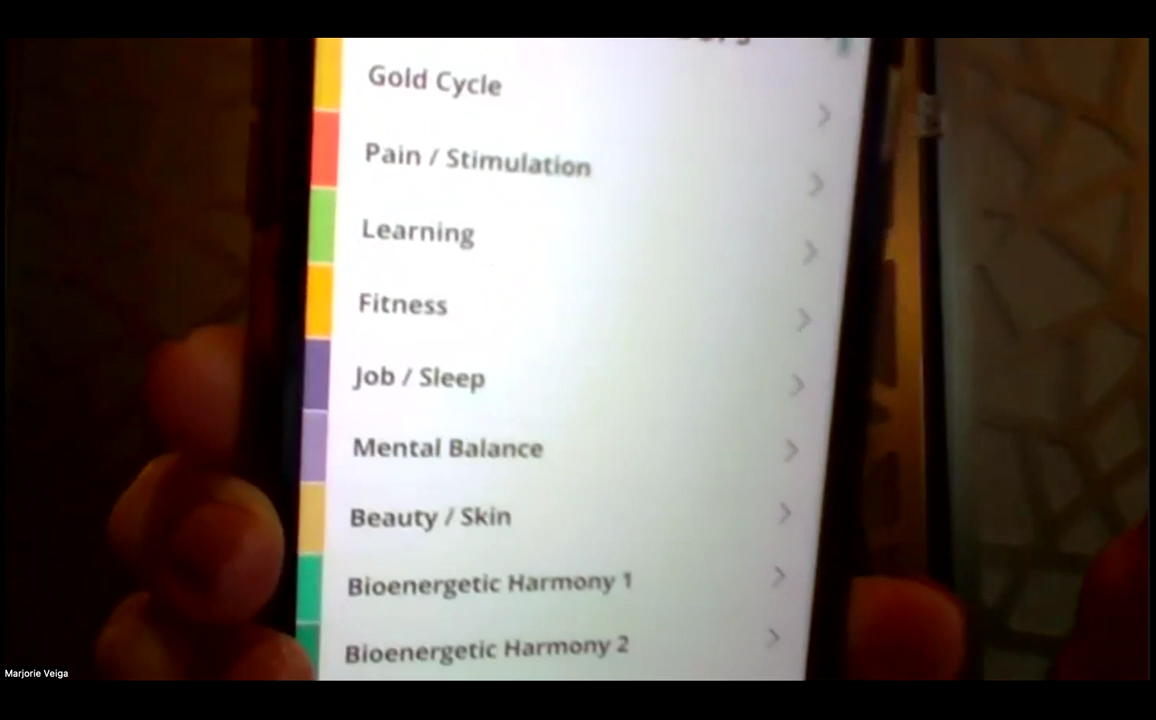 Gold Cycle
Pain / Stimulation
Learning
Fitness
Job / Sleep
Mental Balance
Beauty / Skin
Bioenergetic Harmony 1
Bioenergetic Harmony 2
Marjorie Veiga